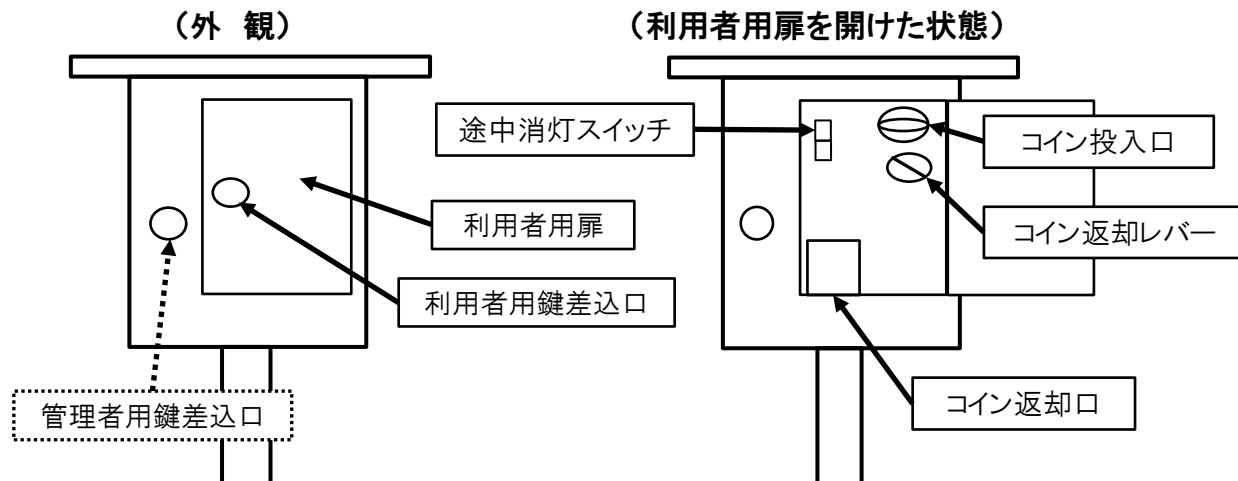 (外 観)
(利用者用扉を開けた状態)
途中消灯スイッチ
コイン投入口
利用者用扉
コイン返却レバー
利用者用鍵差込口
管理者用鍵差込口
コイン返却口